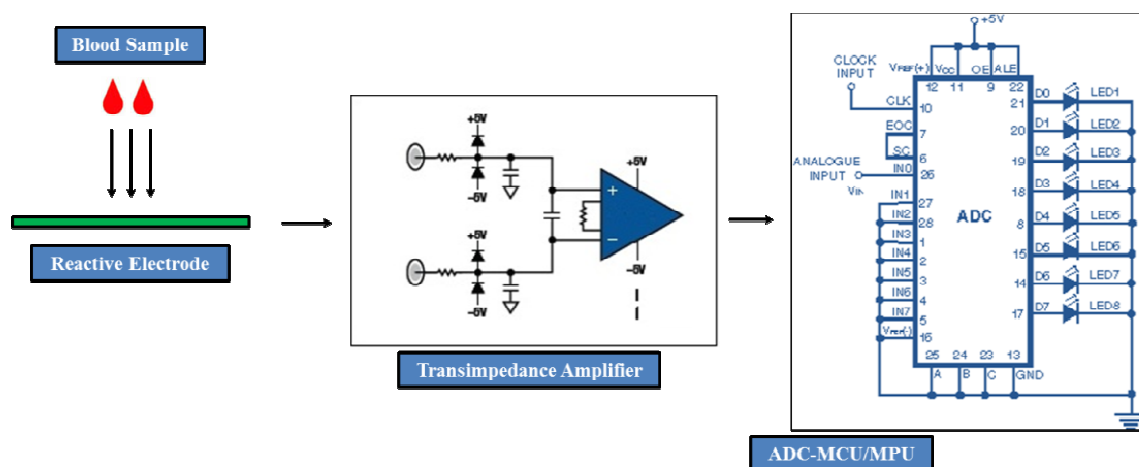 Blood Sample
Reactive Electrode
+5V
-5V
+5V
-5V
+
−
+5V
-5V
Transimpedance Amplifier
+5V
CLOCK
INPUT
VREF(+)
VCC
OE
ALE
12
11
9
22
CLK
10
EOC
7
SC
6
IN0
26
ANALOGUE
INPUT
VIN
IN1
27
IN2
28
IN3
1
IN4
2
IN5
3
IN6
4
IN7
5
Vref(-)
16
ADC
21
D0
LED1
20
D1
LED2
19
D2
LED3
18
D3
LED4
8
D4
LED5
15
D5
LED6
14
D6
LED7
17
D7
LED8
25
24
23
13
A
B
C
GND
ADC-MCU/MPU